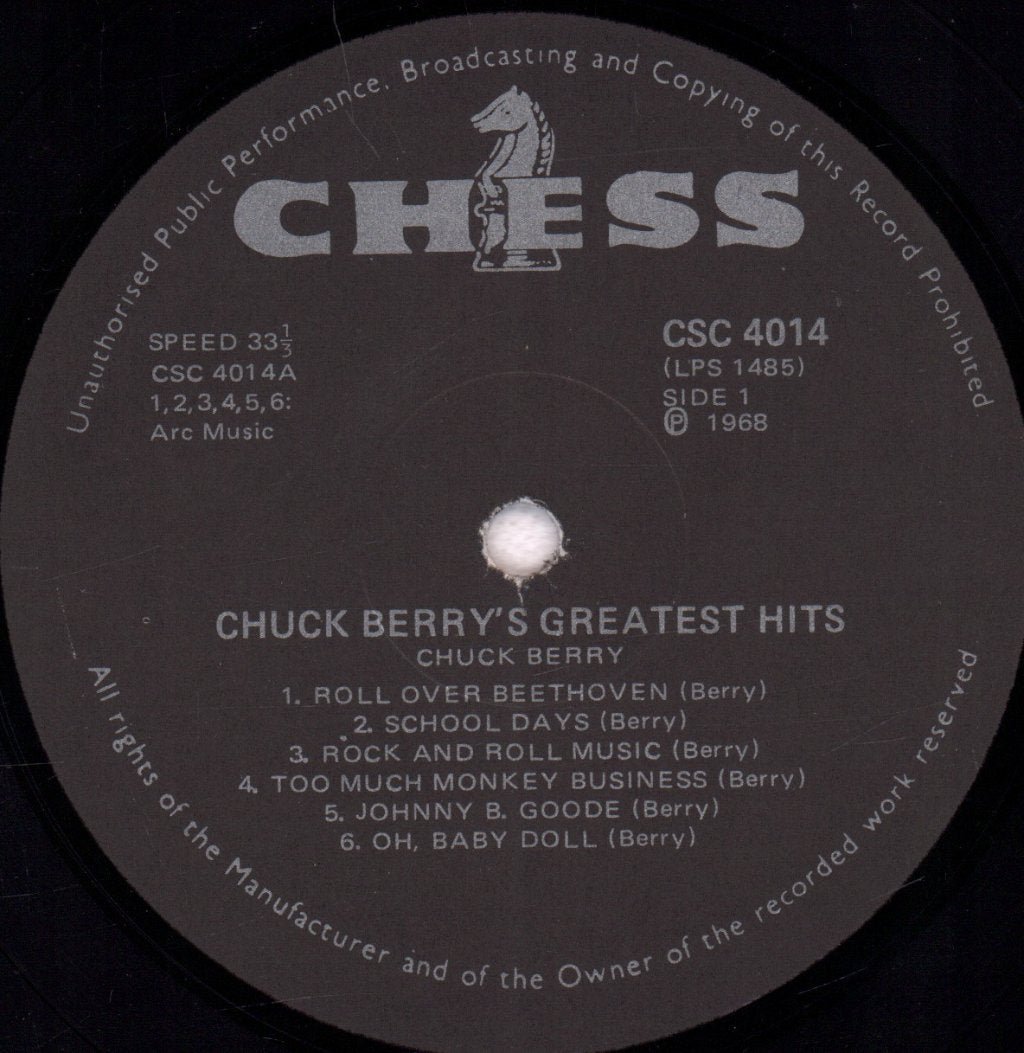 Unauthorised Public Performance, Broadcasting and Copying of this Record Prohibited
CHESS
SPEED 33 1/3
CSC 4014A
1,2,3,4,5,6:
Arc Music
CSC 4014
(LPS 1485)
SIDE 1
℗ 1968
CHUCK BERRY'S GREATEST HITS
CHUCK BERRY
1. ROLL OVER BEETHOVEN (Berry)
2. SCHOOL DAYS (Berry)
3. ROCK AND ROLL MUSIC (Berry)
4. TOO MUCH MONKEY BUSINESS (Berry)
5. JOHNNY B. GOODE (Berry)
6. OH, BABY DOLL (Berry)
All rights of the Manufacturer and of the Owner of the recorded work reserved